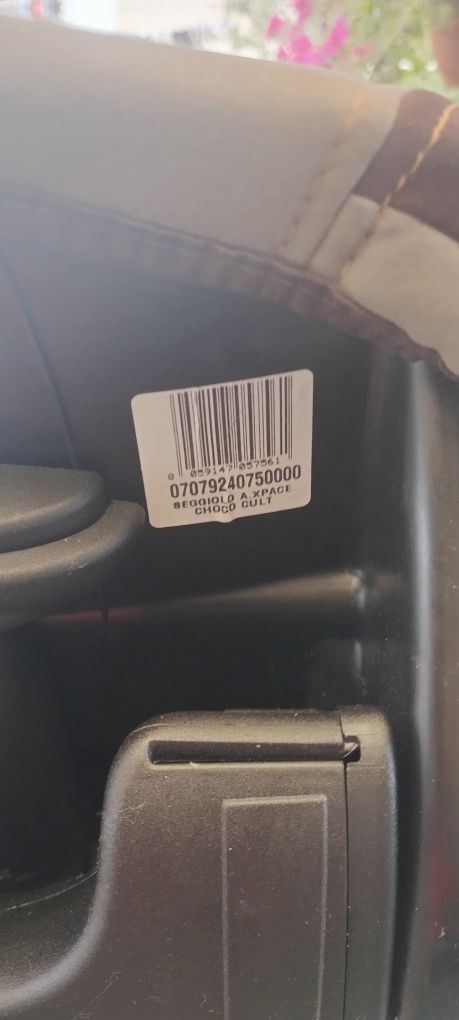 8 059147 057561
07079240750000
SEGGIOLO A.XPACE
CHOCO CULT